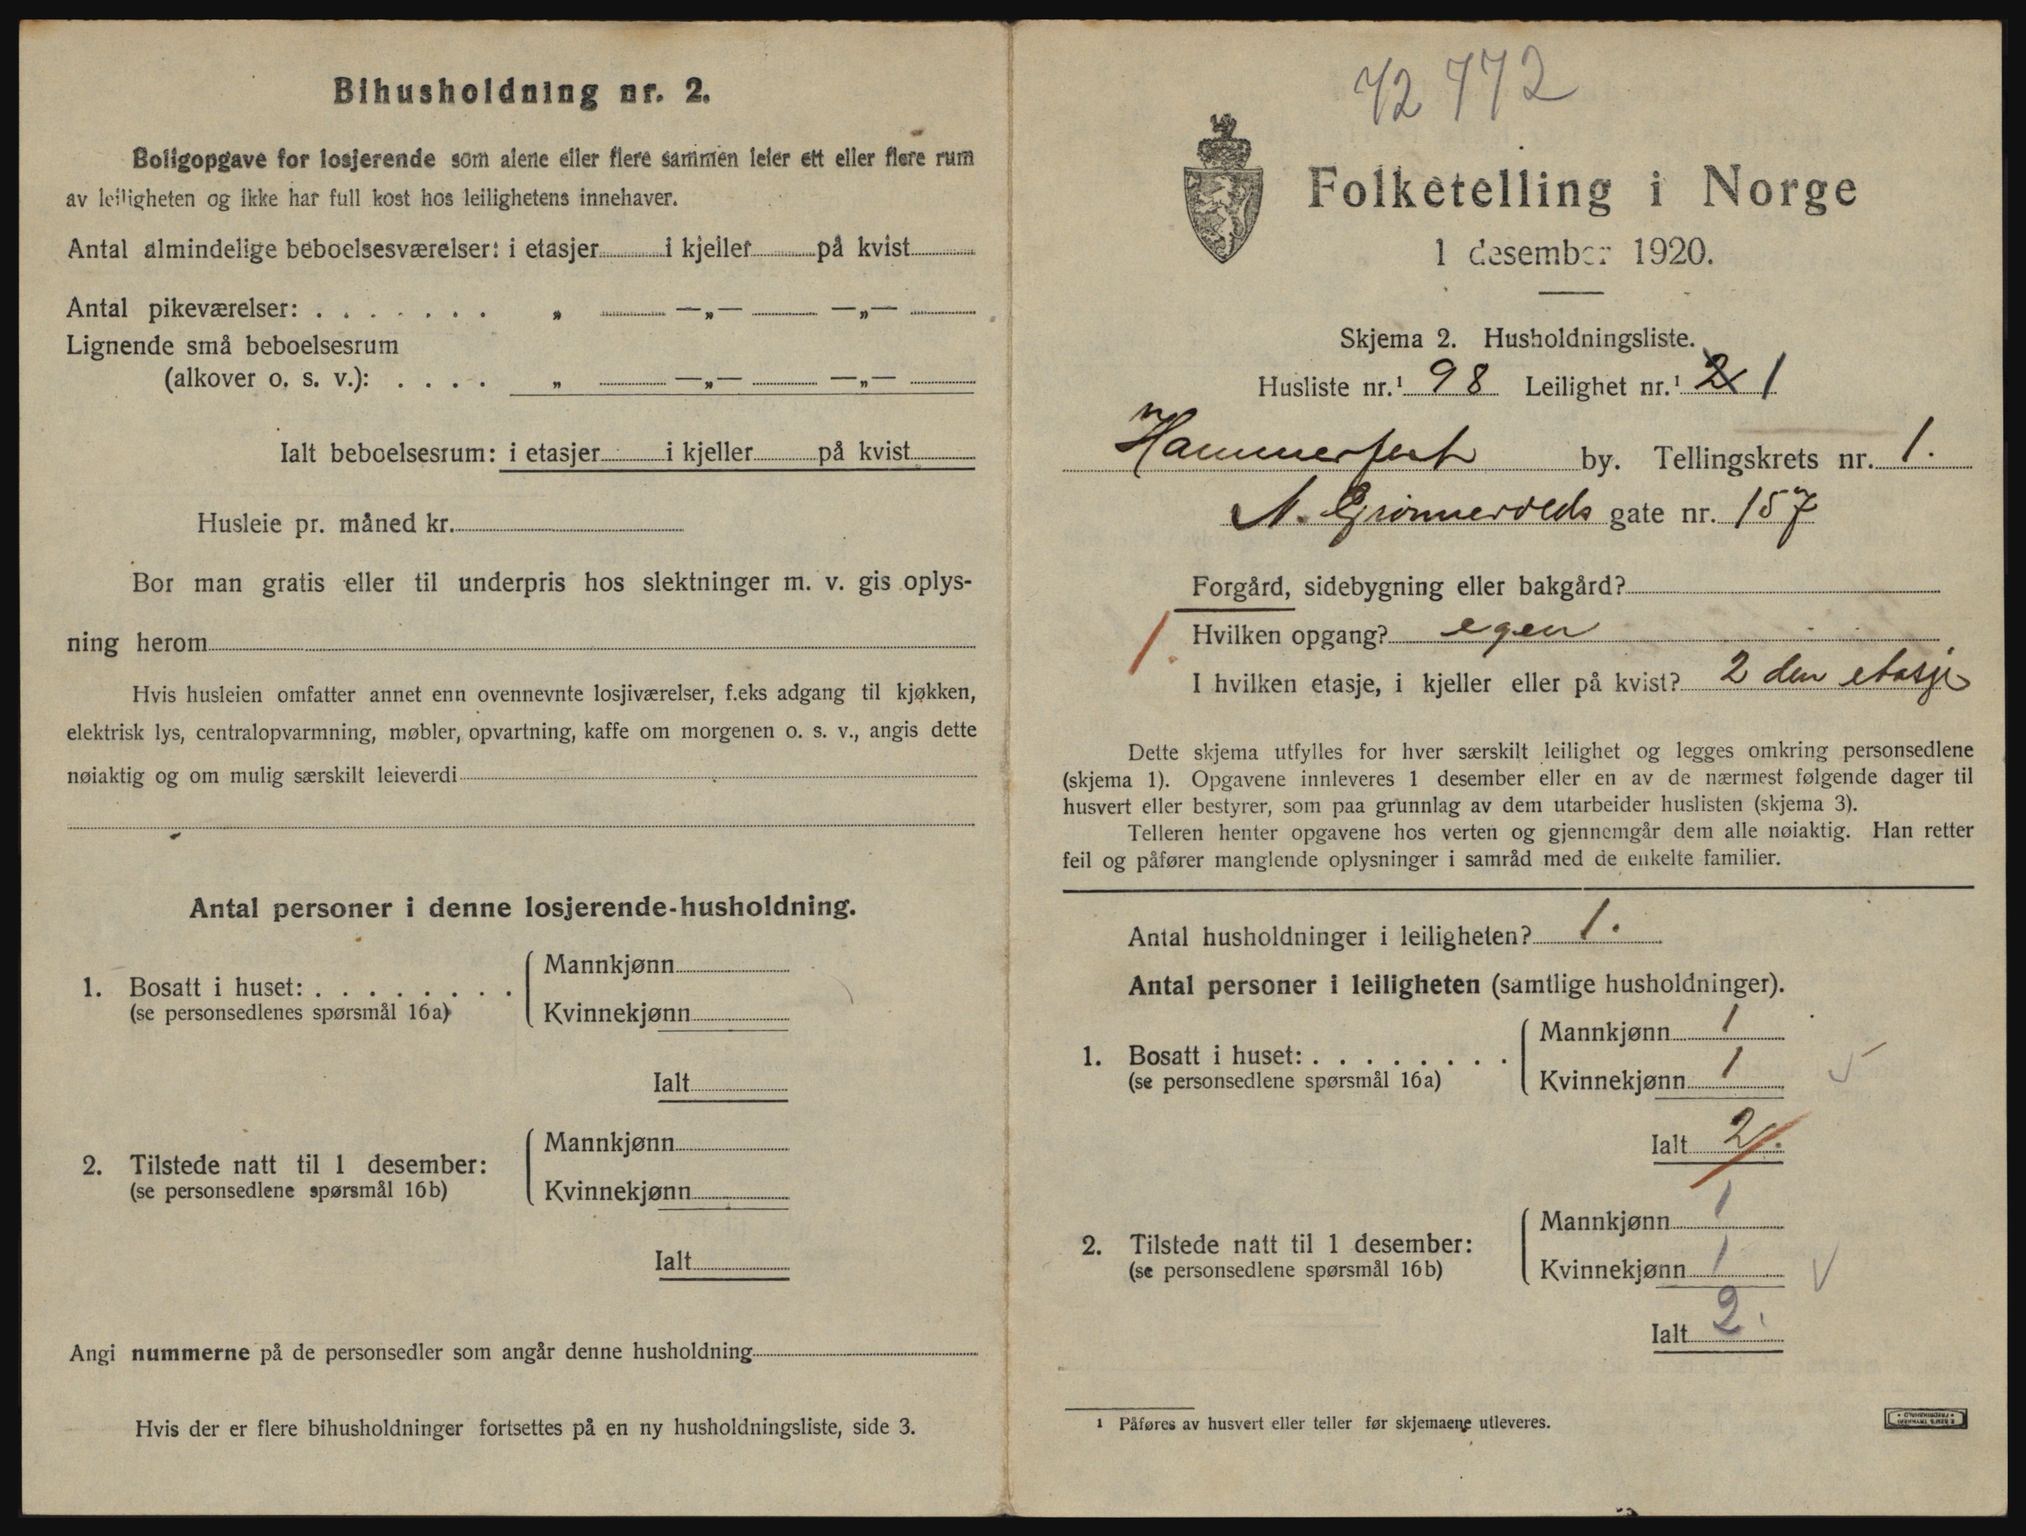 Bihusholdning nr. 2.
Boligopgave for losjerende som alene eller flere sammen leier ett eller flere rum
av leiligheten og ikke har full kost hos leilighetens innehaver.
Antal almindelige beboelsesværelser: i etasjer i kjeller på kvist
Antal pikeværelser: . . . . . . . „ —„— —„—
Lignende små beboelsesrum
(alkover o. s. v.): . . . . „ —„— —„—
Ialt beboelsesrum: i etasjer i kjeller på kvist
Husleie pr. måned kr.
Bor man gratis eller til underpris hos slektninger m. v. gis oplys-
ning herom
Hvis husleien omfatter annet enn ovennevnte losjiværelser, f.eks adgang til kjøkken,
elektrisk lys, centralopvarmning, møbler, opvartning, kaffe om morgenen o. s. v., angis dette
nøiaktig og om mulig særskilt leieverdi
Antal personer i denne losjerende-husholdning.
1. Bosatt i huset: . . . . . . . .
(se personsedlenes spørsmål 16a)
Mannkjønn
Kvinnekjønn
Ialt
2. Tilstede natt til 1 desember:
(se personsedlene spørsmål 16b)
Mannkjønn
Kvinnekjønn
Ialt
Angi nummerne på de personsedler som angår denne husholdning
Hvis der er flere bihusholdninger fortsettes på en ny husholdningsliste, side 3.
72 772
Folketelling i Norge
1 desember 1920.
Skjema 2. Husholdningsliste.
Husliste nr.¹ 98 Leilighet nr.¹ 2 1
Hammerfest by. Tellingskrets nr. 1.
N. Grönnevolds gate nr. 157
Forgård, sidebygning eller bakgård?
1. Hvilken opgang? egen
I hvilken etasje, i kjeller eller på kvist? 2 den etasje
Dette skjema utfylles for hver særskilt leilighet og legges omkring personsedlene
(skjema 1). Opgavene innleveres 1 desember eller en av de nærmest følgende dager til
husvert eller bestyrer, som paa grunnlag av dem utarbeider huslisten (skjema 3).
Telleren henter opgavene hos verten og gjennemgår dem alle nøiaktig. Han retter
feil og påfører manglende oplysninger i samråd med de enkelte familier.
Antal husholdninger i leiligheten? 1.
Antal personer i leiligheten (samtlige husholdninger).
1. Bosatt i huset: . . . . . . . .
(se personsedlene spørsmål 16a)
Mannkjønn 1
Kvinnekjønn 1
Ialt 2.
2. Tilstede natt til 1 desember:
(se personsedlene spørsmål 16b)
Mannkjønn 1
Kvinnekjønn 1
Ialt 2.
¹ Påføres av husvert eller teller før skjemaene utleveres.